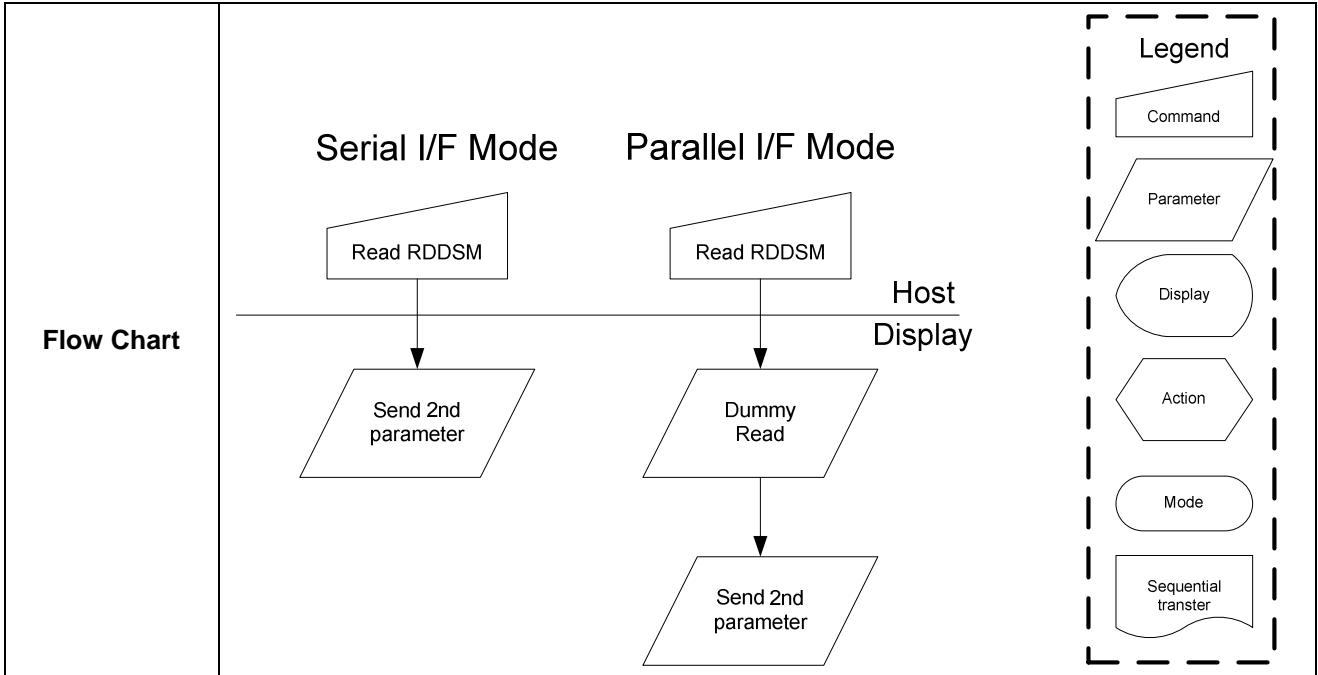 Flow Chart
Serial I/F Mode
Parallel I/F Mode
Read RDDSM
Read RDDSM
Host
Display
Send 2nd
parameter
Dummy
Read
Send 2nd
parameter
Legend
Command
Parameter
Display
Action
Mode
Sequential
transter